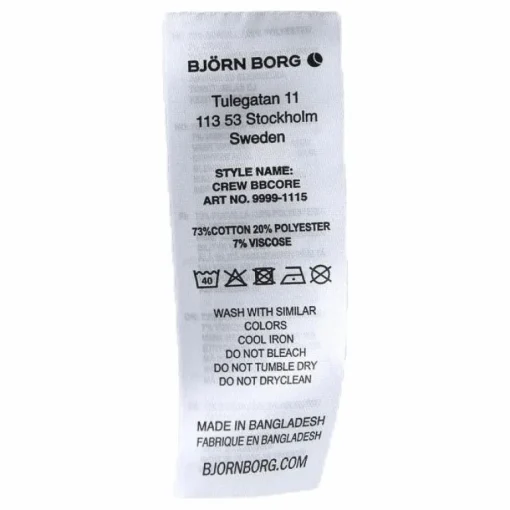 BJÖRN BORG
Tulegatan 11
113 53 Stockholm
Sweden
STYLE NAME:
CREW BBCORE
ART NO. 9999-1115
73%COTTON 20% POLYESTER
7% VISCOSE
40
WASH WITH SIMILAR
COLORS
COOL IRON
DO NOT BLEACH
DO NOT TUMBLE DRY
DO NOT DRYCLEAN
MADE IN BANGLADESH
FABRIQUE EN BANGLADESH
BJORNBORG.COM